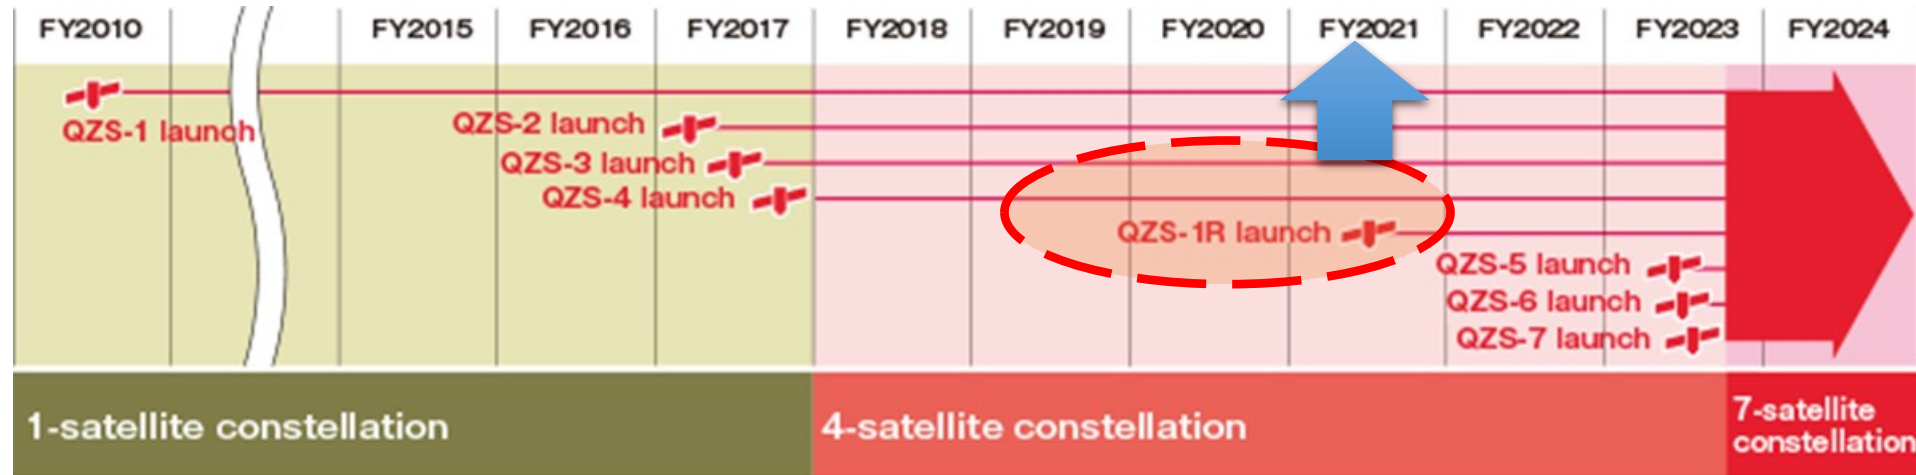 FY2010 FY2015 FY2016 FY2017 FY2018 FY2019 FY2020 FY2021 FY2022 FY2023 FY2024
QZS-1 launch
QZS-2 launch
QZS-3 launch
QZS-4 launch
QZS-1R launch
QZS-5 launch
QZS-6 launch
QZS-7 launch
1-satellite constellation
4-satellite constellation
7-satellite
constellation